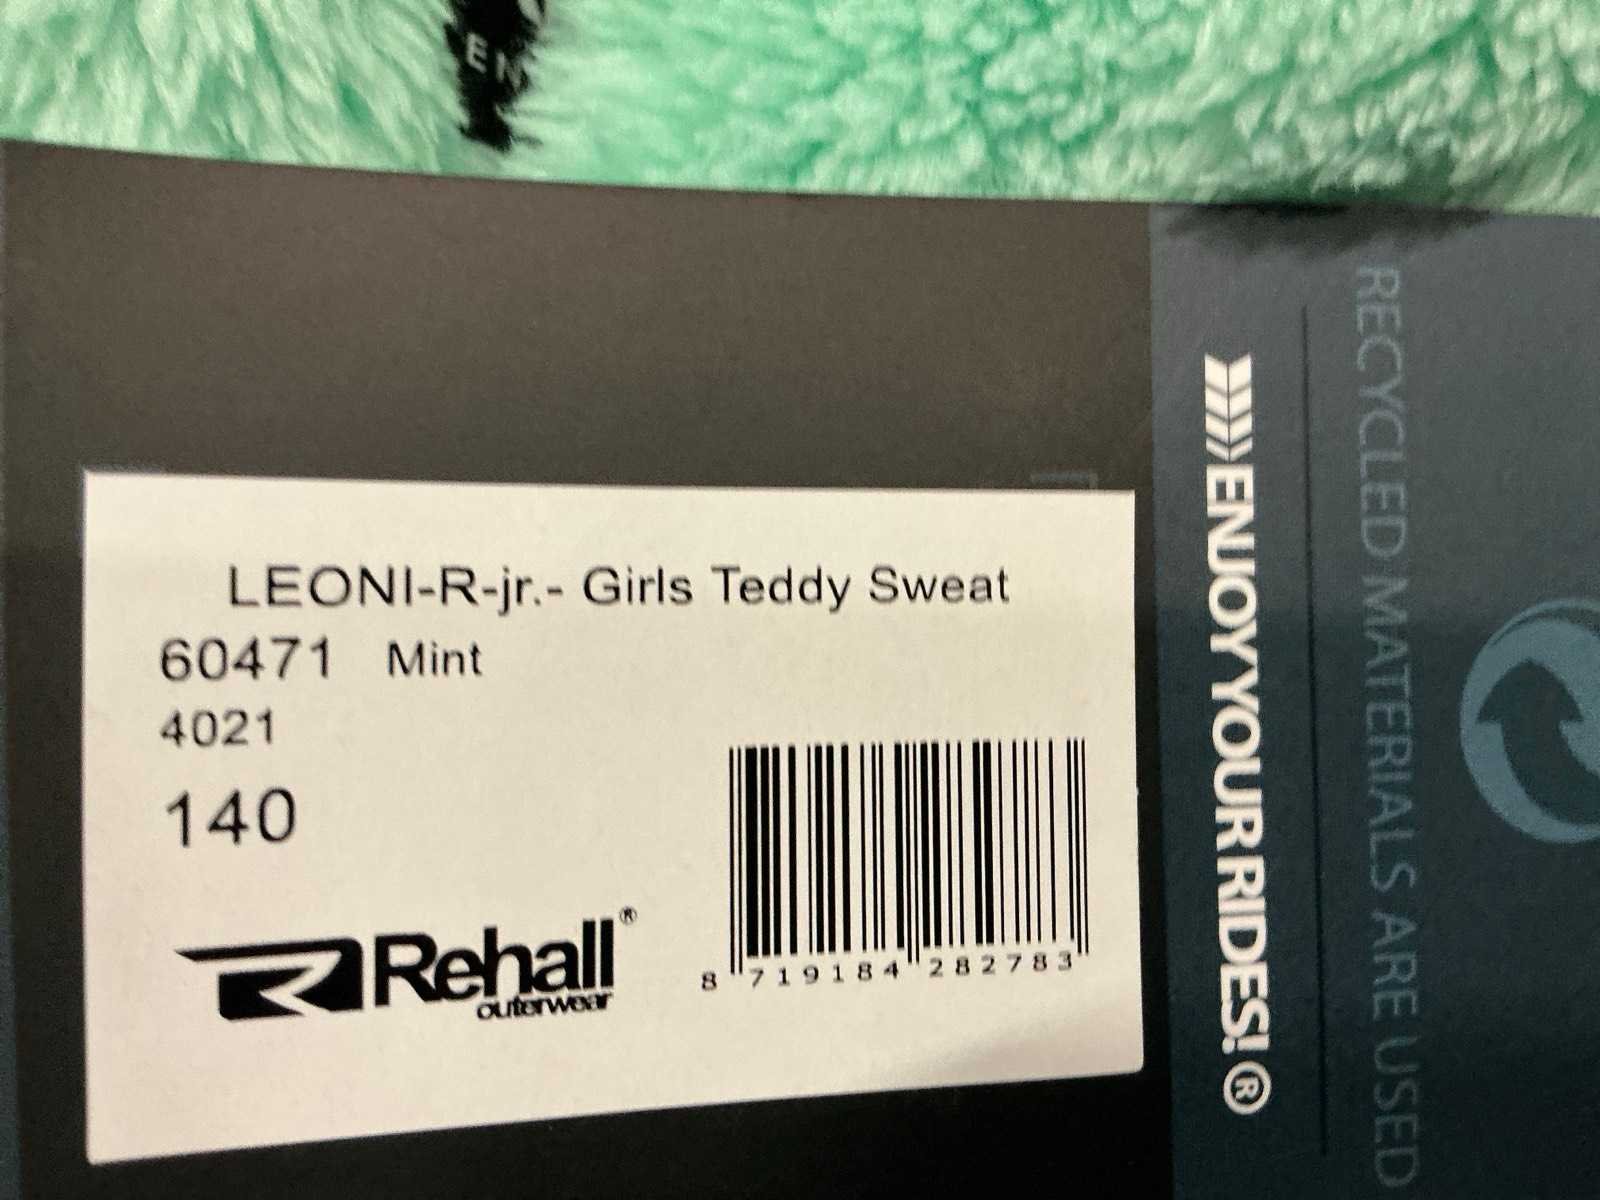 EN
LEONI-R-jr.- Girls Teddy Sweat
60471 Mint
4021
140
Rehall®
outerwear
8 719184 282783
ENJOY YOUR RIDES!®
RECYCLED MATERIALS ARE USED